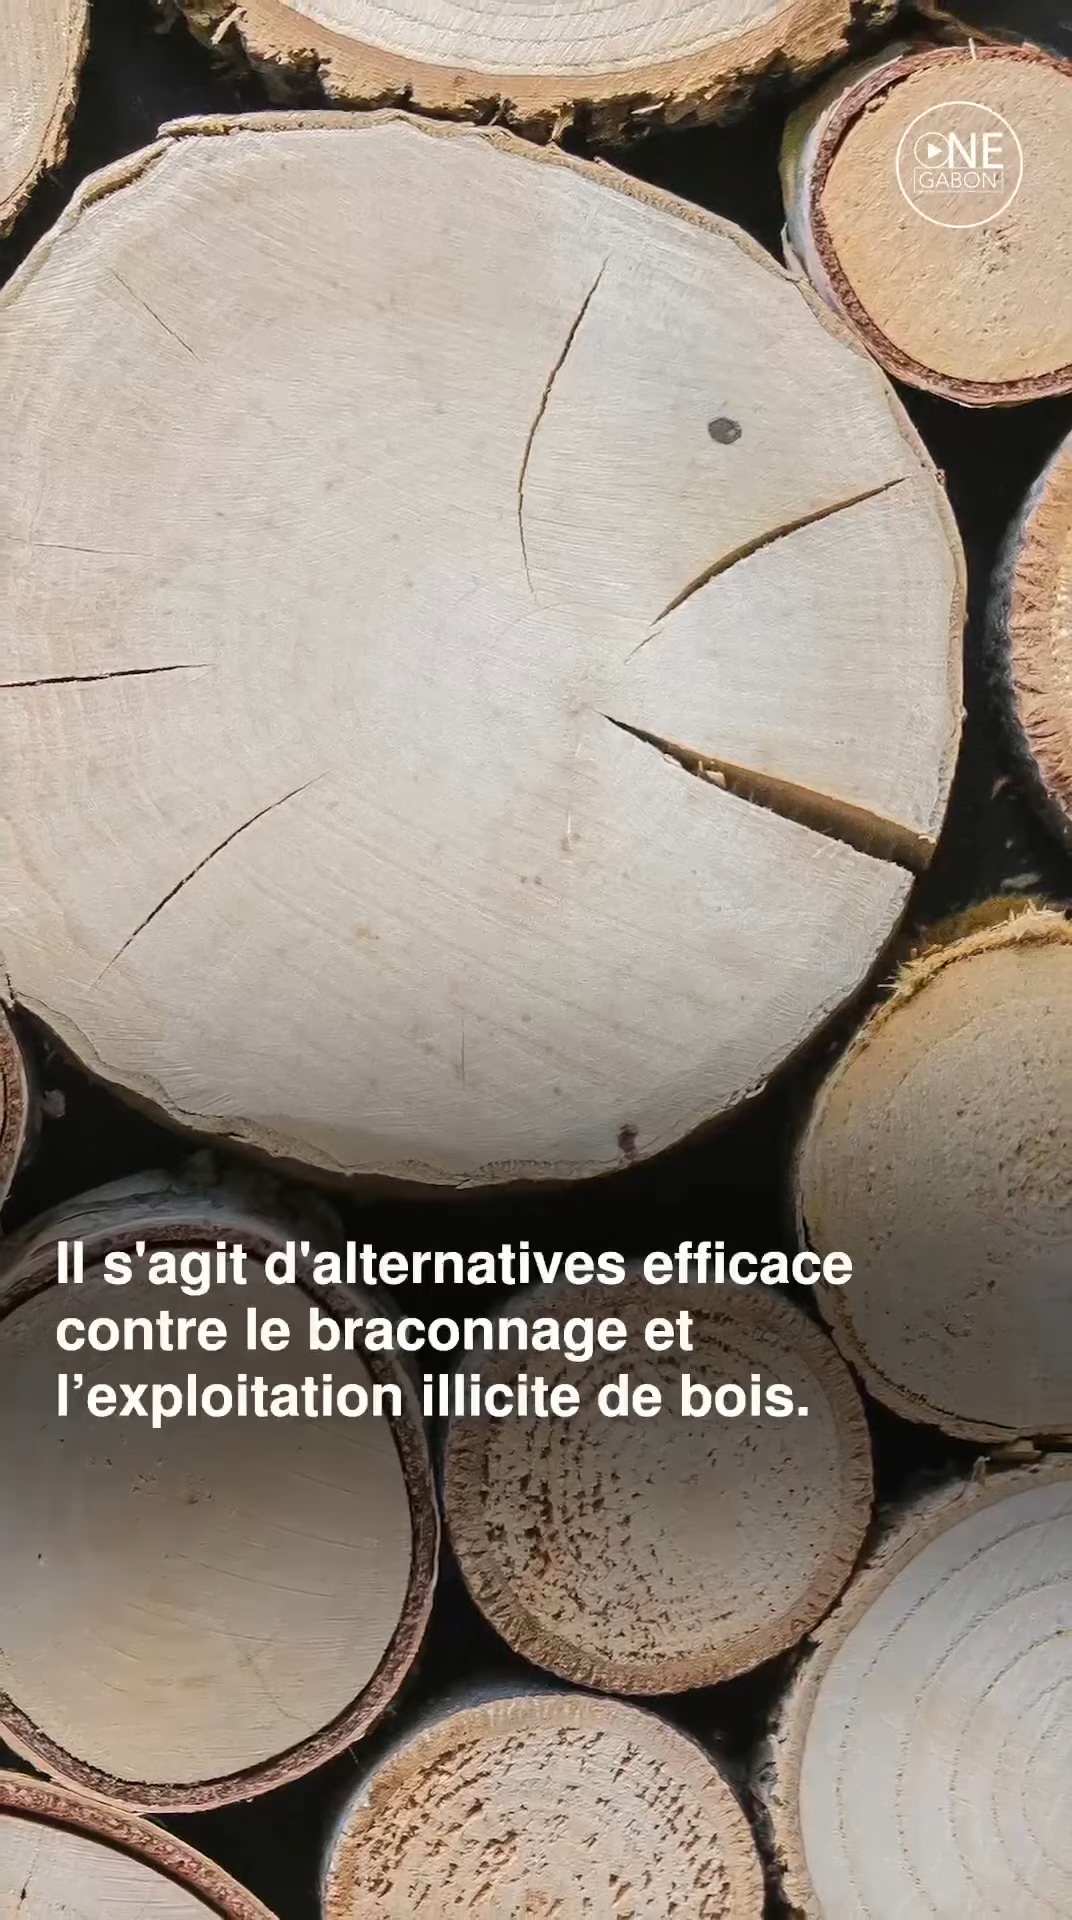 ONE
GABON
Il s'agit d'alternatives efficace
contre le braconnage et
l’exploitation illicite de bois.